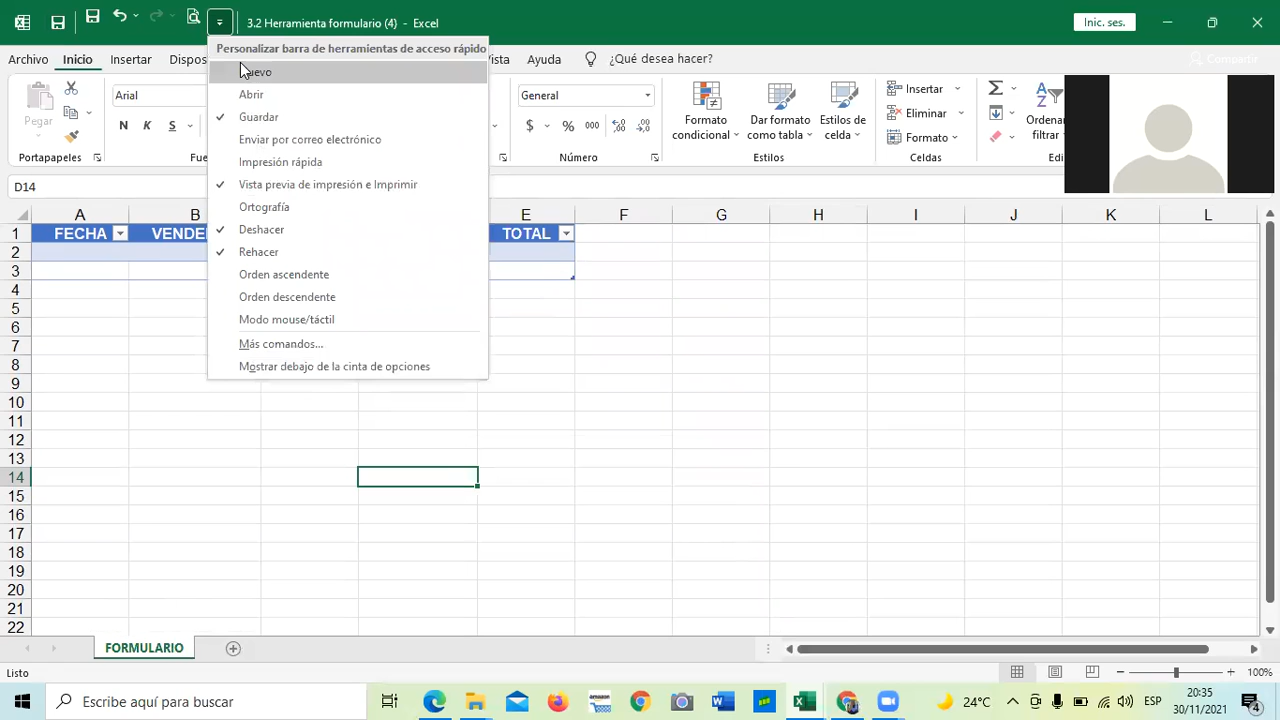 3.2 Herramienta formulario (4) - Excel
Inic. ses.
Archivo Inicio Insertar Dispos
Ayuda ¿Qué desea hacer? Compartir
Personalizar barra de herramientas de acceso rápido
Abrir
Guardar
Enviar por correo electrónico
Impresión rápida
Vista previa de impresión e Imprimir
Ortografía
Deshacer
Rehacer
Orden ascendente
Orden descendente
Modo mouse/táctil
Más comandos...
Mostrar debajo de la cinta de opciones
Pegar
Portapapeles
Arial
N K S
General
$ % 000
Número
Formato condicional
Dar formato como tabla
Estilos de celda
Estilos
Insertar
Eliminar
Formato
Celdas
Σ
D14
A B E F G H I J K L
1 FECHA TOTAL
2
3
4
5
6
7
8
9
10
11
12
13
14
15
16
17
18
19
20
21
22
FORMULARIO
Listo
100%
Escribe aquí para buscar
amazon
24°C
ESP
20:35
30/11/2021
4